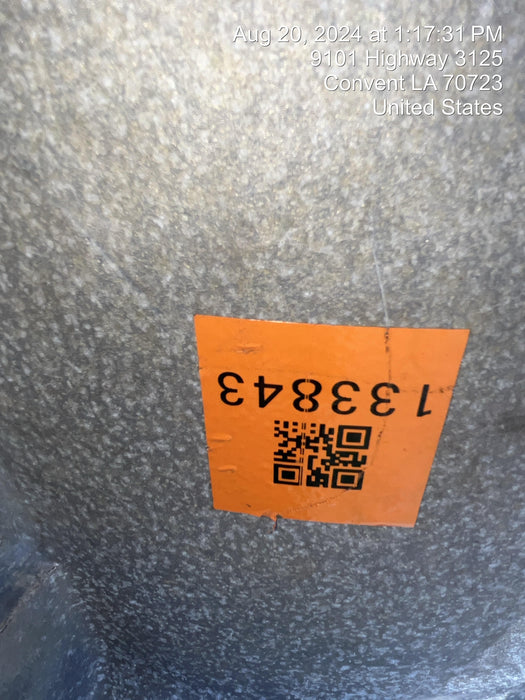 Aug 20, 2024 at 1:17:31 PM
9101 Highway 3125
Convent LA 70723
United States
133843